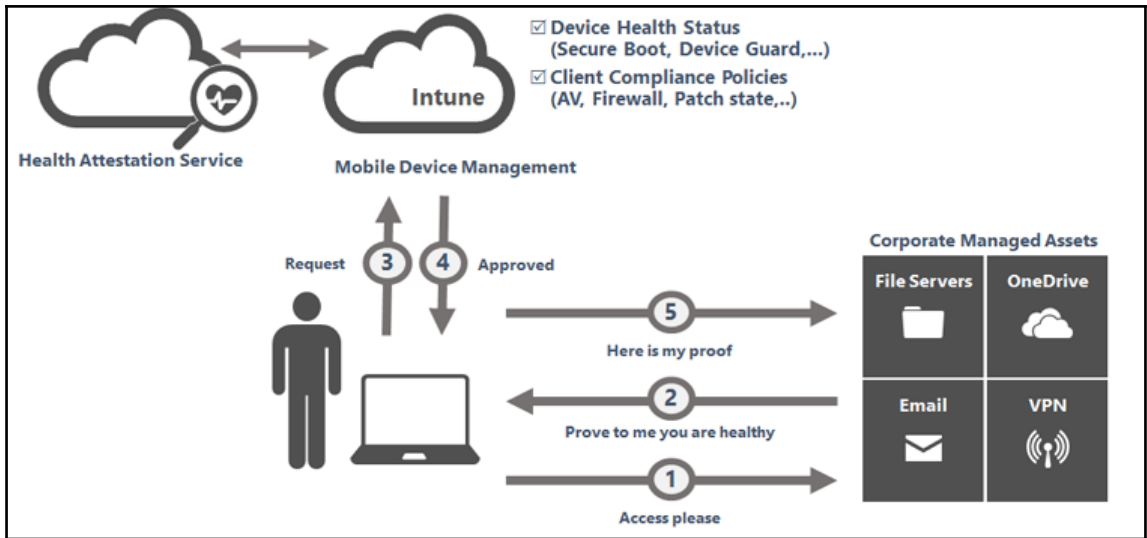 ☑ Device Health Status
(Secure Boot, Device Guard,...)
☑ Client Compliance Policies
(AV, Firewall, Patch state,..)
Intune
Health Attestation Service
Mobile Device Management
Request
3
4
Approved
Corporate Managed Assets
File Servers
OneDrive
5
Here is my proof
2
Prove to me you are healthy
Email
VPN
1
Access please